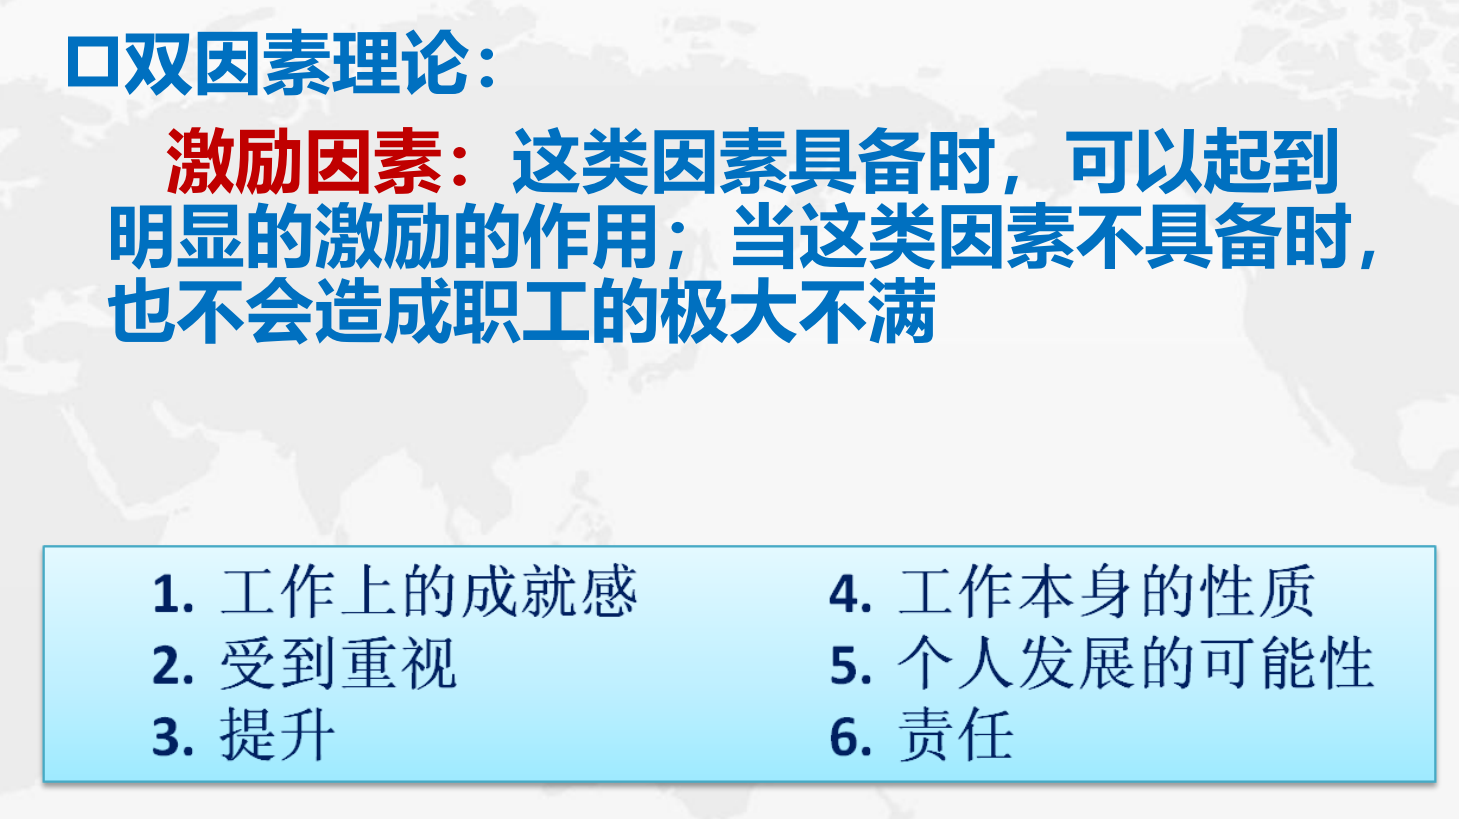 双因素理论：
激励因素：这类因素具备时，可以起到
明显的激励的作用；当这类因素不具备时，
也不会造成职工的极大不满
1. 工作上的成就感
2. 受到重视
3. 提升
4. 工作本身的性质
5. 个人发展的可能性
6. 责任